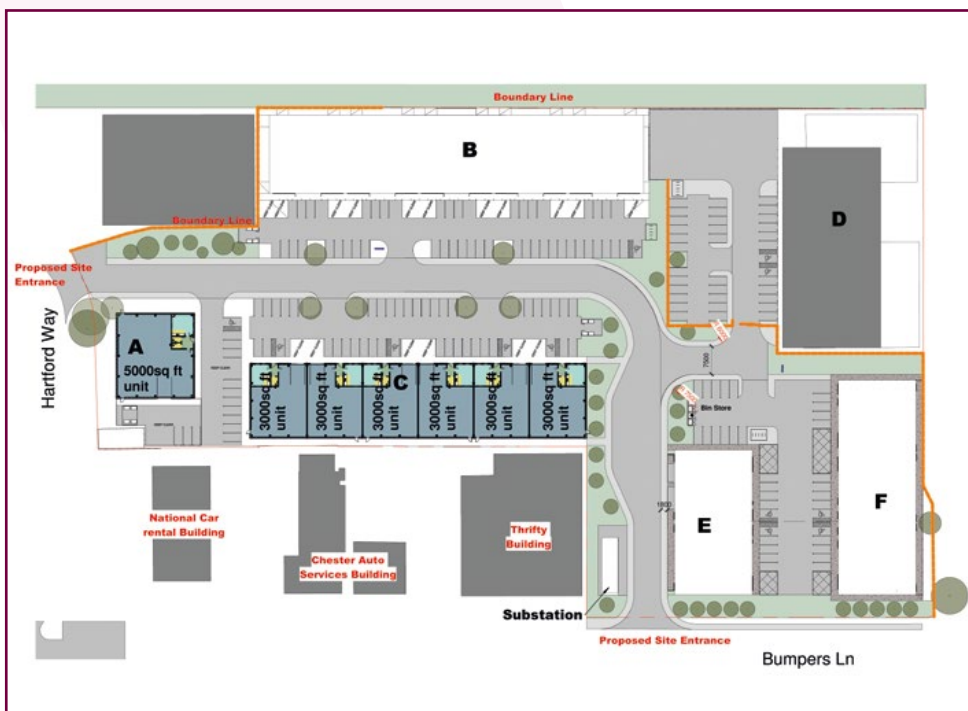 Boundary Line
B
D
Boundary Line
Proposed Site
Entrance
Hartford Way
A
5000sq ft
unit
C
3000sq ft
unit
3000sq ft
unit
3000sq ft
unit
3000sq ft
unit
3000sq ft
unit
3000sq ft
unit
7500
Bin Store
1800
E
F
National Car
rental Building
Chester Auto
Services Building
Thrifty
Building
Substation
Proposed Site Entrance
Bumpers Ln